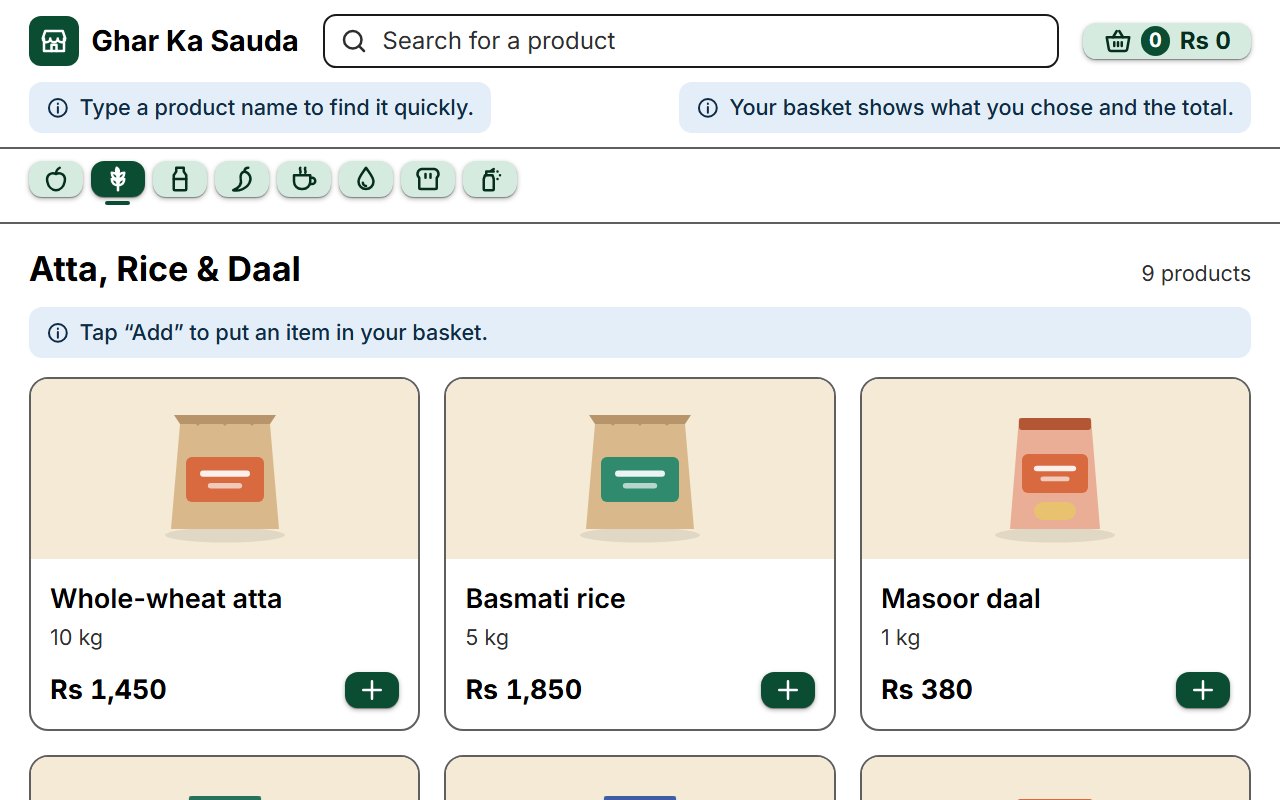 Ghar Ka Sauda
Search for a product
0 Rs 0
Type a product name to find it quickly.
Your basket shows what you chose and the total.
Atta, Rice & Daal
9 products
Tap “Add” to put an item in your basket.
Whole-wheat atta
10 kg
Rs 1,450
Basmati rice
5 kg
Rs 1,850
Masoor daal
1 kg
Rs 380